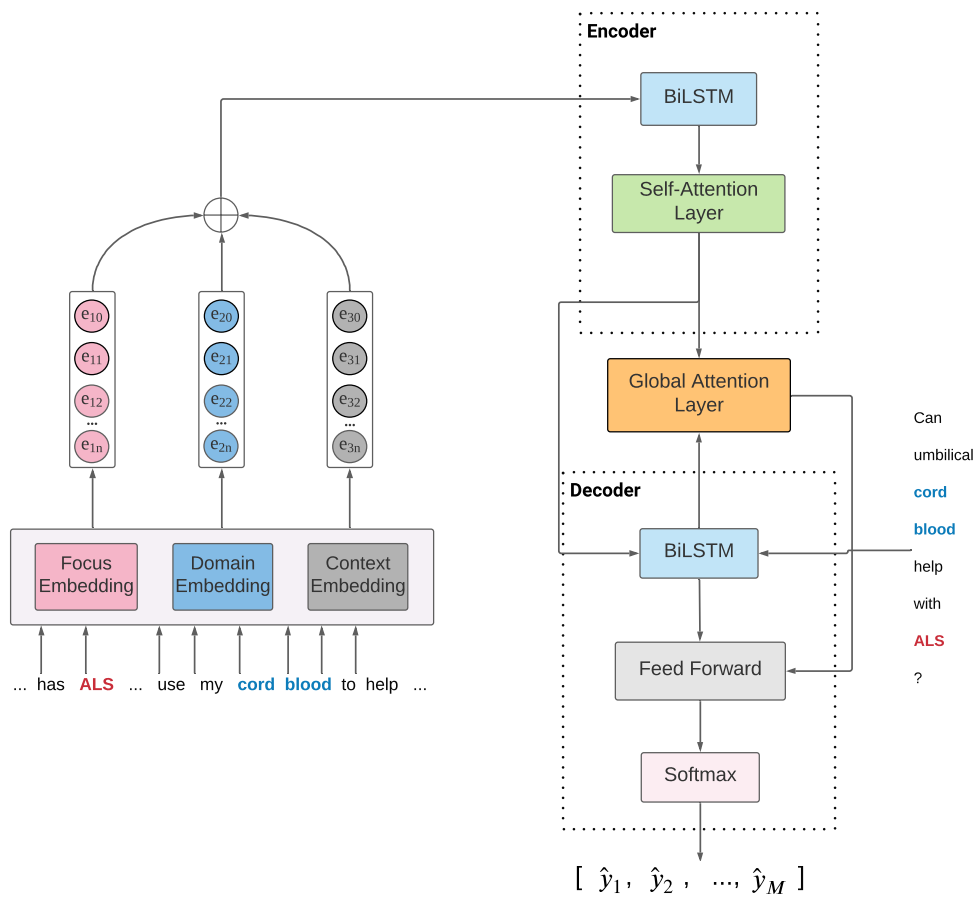 Encoder
BiLSTM
Self-Attention
Layer
e10
e11
e12
...
e1n
e20
e21
e22
...
e2n
e30
e31
e32
...
e3n
Global Attention
Layer
Focus
Embedding
Domain
Embedding
Context
Embedding
... has ALS ... use my cord blood to help ...
Decoder
BiLSTM
Feed Forward
Softmax
[ ŷ1, ŷ2 , ..., ŷM ]
Can
umbilical
cord
blood
help
with
ALS
?